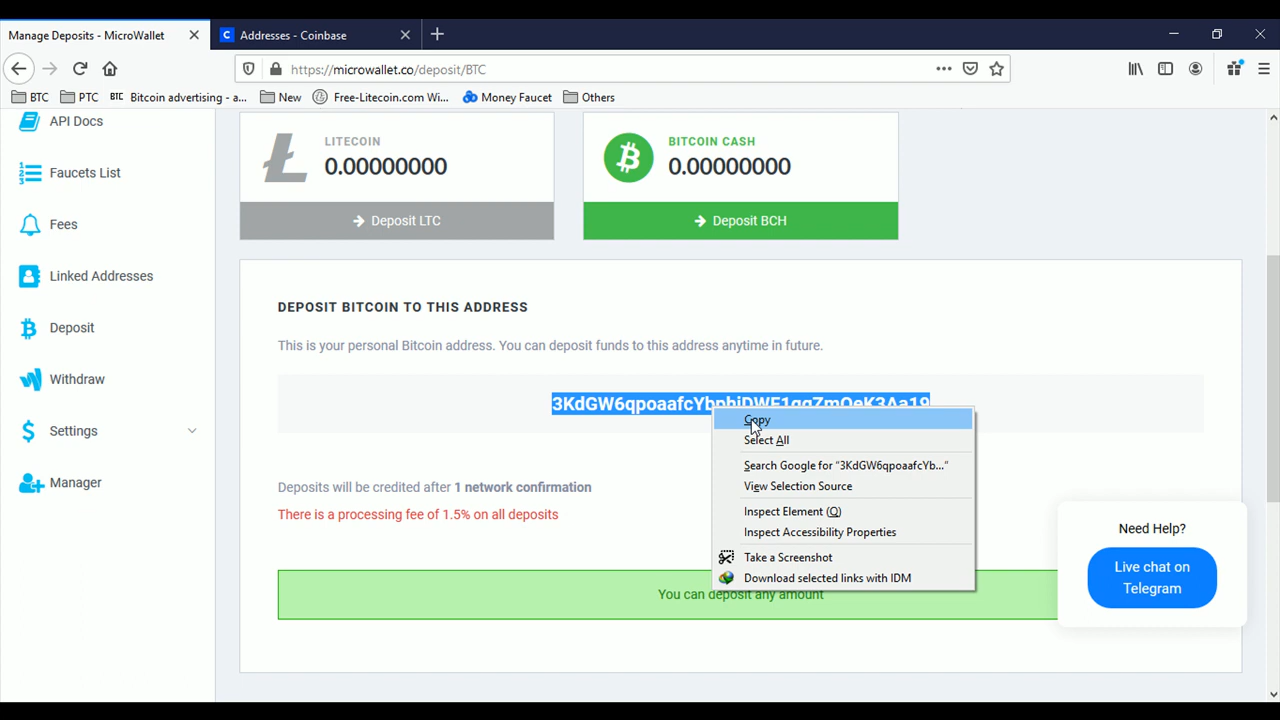 Manage Deposits - MicroWallet
Addresses - Coinbase
https://microwallet.co/deposit/BTC
BTC
PTC
BTC Bitcoin advertising - a...
New
Free-Litecoin.com Wi...
Money Faucet
Others
API Docs
Faucets List
Fees
Linked Addresses
Deposit
Withdraw
Settings
Manager
LITECOIN
0.00000000
Deposit LTC
BITCOIN CASH
0.00000000
Deposit BCH
DEPOSIT BITCOIN TO THIS ADDRESS
This is your personal Bitcoin address. You can deposit funds to this address anytime in future.
Copy
Select All
Search Google for "3KdGW6qpoaafcYb..."
View Selection Source
Inspect Element (Q)
Inspect Accessibility Properties
Take a Screenshot
Download selected links with IDM
Deposits will be credited after 1 network confirmation
There is a processing fee of 1.5% on all deposits
You can deposit any amount
Need Help?
Live chat on
Telegram